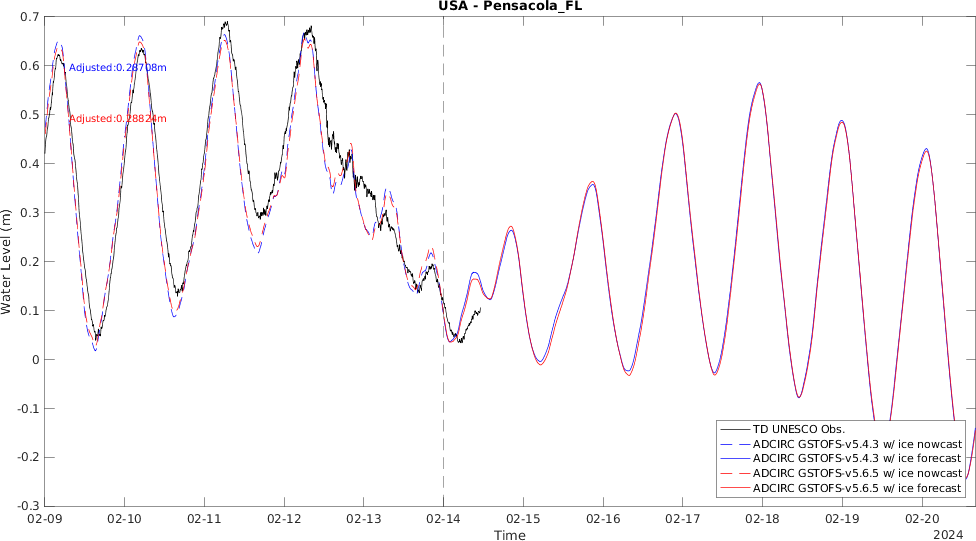 USA - Pensacola_FL
0.7
0.6
0.5
0.4
0.3
0.2
0.1
0
-0.1
-0.2
-0.3
Water Level (m)
Adjusted:0.28708m
Adjusted:0.28824m
TD UNESCO Obs.
ADCIRC GSTOFS-v5.4.3 w/ ice nowcast
ADCIRC GSTOFS-v5.4.3 w/ ice forecast
ADCIRC GSTOFS-v5.6.5 w/ ice nowcast
ADCIRC GSTOFS-v5.6.5 w/ ice forecast
02-09 02-10 02-11 02-12 02-13 02-14 02-15 02-16 02-17 02-18 02-19 02-20
Time
2024